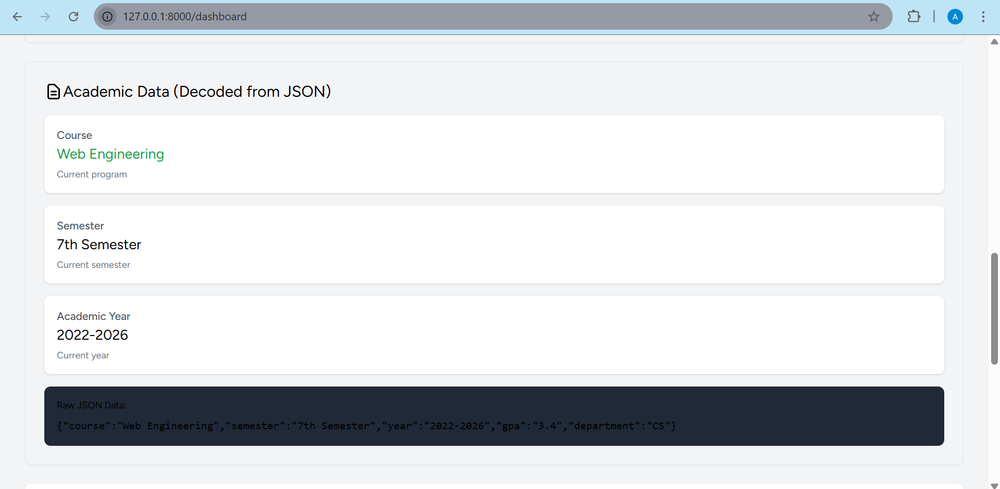 127.0.0.1:8000/dashboard
A
Academic Data (Decoded from JSON)
Course
Web Engineering
Current program
Semester
7th Semester
Current semester
Academic Year
2022-2026
Current year
Raw JSON Data:
{"course":"Web Engineering","semester":"7th Semester","year":"2022-2026","gpa":"3.4","department":"CS"}